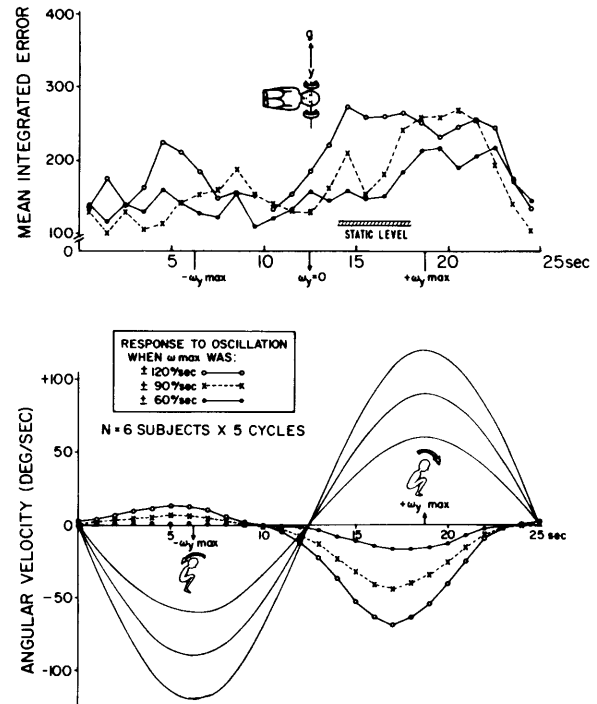 400
300
200
100
0
MEAN INTEGRATED ERROR
g
y
STATIC LEVEL
5 10 15 20 25 sec
-ωy max ωy=0 +ωy max
RESPONSE TO OSCILLATION
WHEN ω max WAS:
± 120°/sec
± 90°/sec
± 60°/sec
N = 6 SUBJECTS X 5 CYCLES
ANGULAR VELOCITY (DEG/SEC)
+100
50
0
-50
-100
5 10 15 20 25 sec
-ωy max
+ωy max